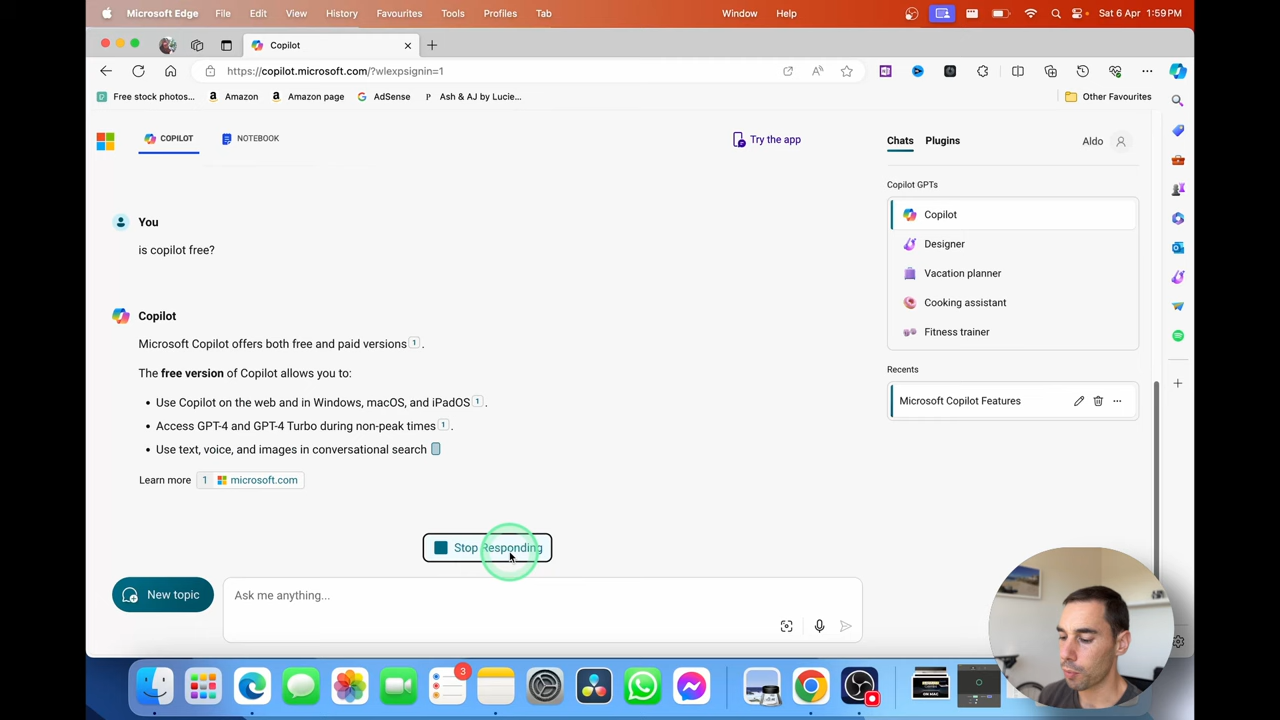 Microsoft Edge File Edit View History Favourites Tools Profiles Tab Window Help Sat 6 Apr 1:59 PM
Copilot
https://copilot.microsoft.com/?wlexpsignin=1
Free stock photos... Amazon Amazon page AdSense Ash & AJ by Lucie... Other Favourites
COPILOT NOTEBOOK Try the app Chats Plugins Aldo
Copilot GPTs
Copilot
Designer
Vacation planner
Cooking assistant
Fitness trainer
Recents
Microsoft Copilot Features
You
is copilot free?
Copilot
Microsoft Copilot offers both free and paid versions 1 .
The free version of Copilot allows you to:
• Use Copilot on the web and in Windows, macOS, and iPadOS 1 .
• Access GPT-4 and GPT-4 Turbo during non-peak times 1 .
• Use text, voice, and images in conversational search
Learn more 1 microsoft.com
Stop Responding
New topic Ask me anything...
3